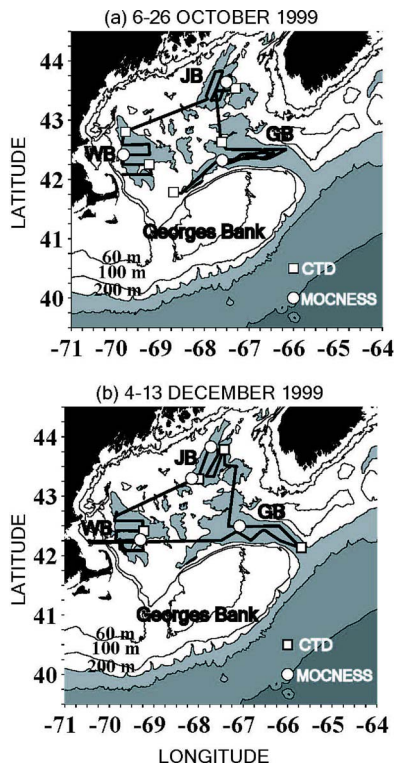 (a) 6-26 OCTOBER 1999
44
JB
43
GB
WB
42
LATITUDE
Georges Bank
41
60 m
100 m
CTD
200 m
40
MOCNESS
-71 -70 -69 -68 -67 -66 -65 -64
(b) 4-13 DECEMBER 1999
44
JB
43
GB
WB
42
LATITUDE
Georges Bank
41
60 m
100 m
CTD
200 m
40
MOCNESS
-71 -70 -69 -68 -67 -66 -65 -64
LONGITUDE